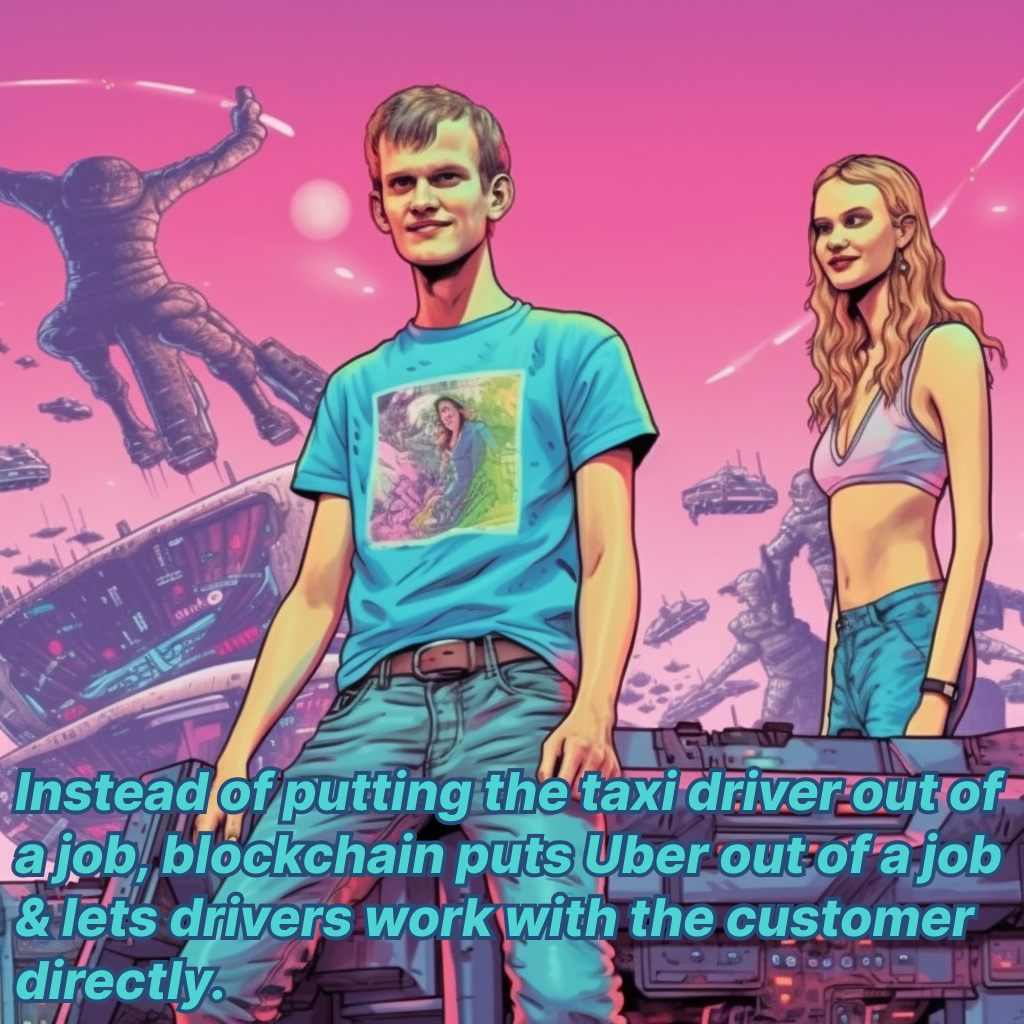 Instead of putting the taxi driver out of
a job, blockchain puts Uber out of a job
& lets drivers work with the customer
directly.